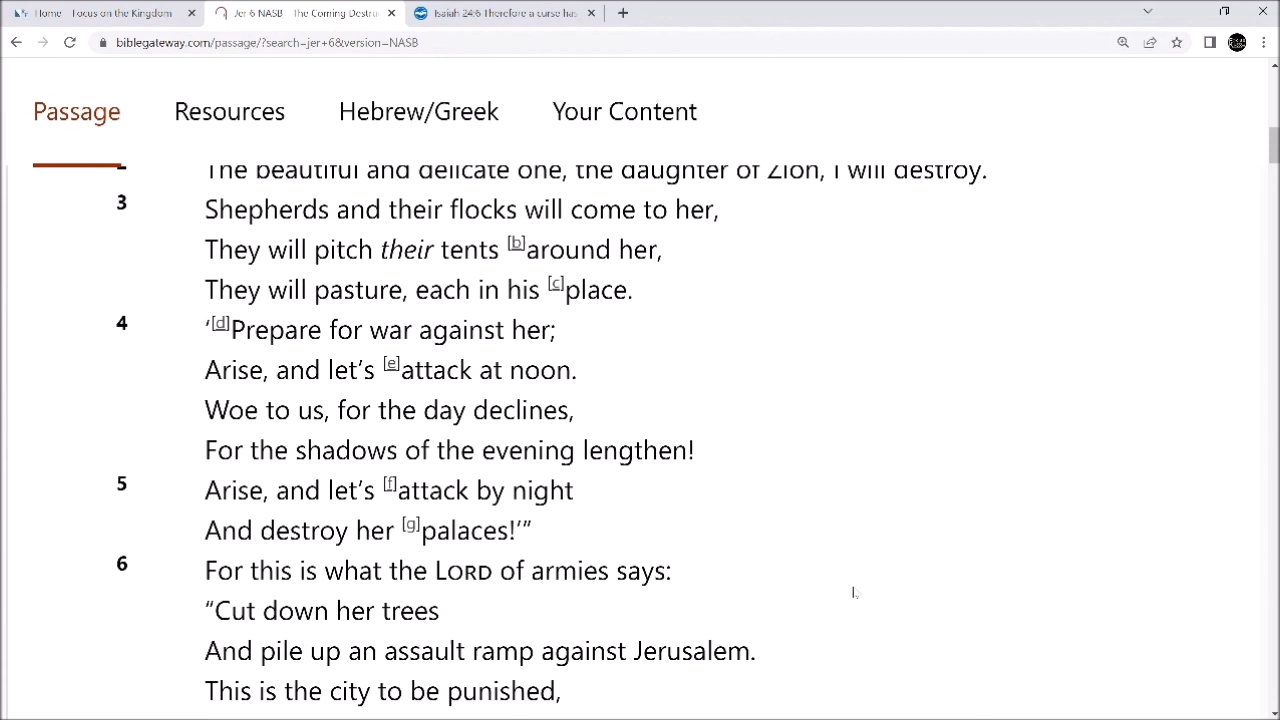 Home - Focus on the Kingdom
Jer 6 NASB - The Coming Destru
Isaiah 24:6 Therefore a curse has
biblegateway.com/passage/?search=jer+6&version=NASB
Passage Resources Hebrew/Greek Your Content
The beautiful and delicate one, the daughter of Zion, I will destroy.
3 Shepherds and their flocks will come to her,
They will pitch their tents [b]around her,
They will pasture, each in his [c]place.
4 ‘[d]Prepare for war against her;
Arise, and let’s [e]attack at noon.
Woe to us, for the day declines,
For the shadows of the evening lengthen!
5 Arise, and let’s [f]attack by night
And destroy her [g]palaces!’”
6 For this is what the LORD of armies says:
“Cut down her trees
And pile up an assault ramp against Jerusalem.
This is the city to be punished,